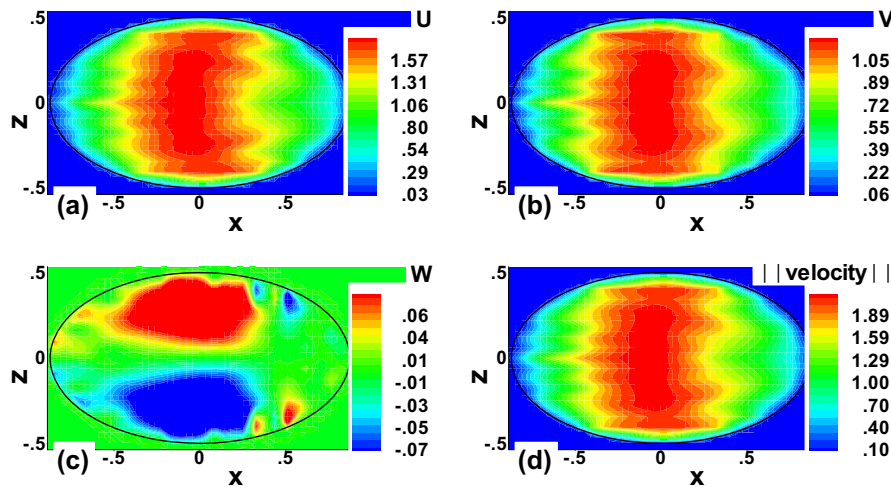 .5 U
1.57
1.31
z 0 1.06
.80
.54
.29
-.5 (a) .03
-.5 0 .5
x
.5 V
1.05
.89
z 0 .72
.55
.39
.22
-.5 (b) .06
-.5 0 .5
x
.5 W
.06
.04
z 0 .01
-.01
-.03
-.05
-.5 (c) -.07
-.5 0 .5
x
.5 ||velocity||
1.89
1.59
z 0 1.29
1.00
.70
.40
-.5 (d) .10
-.5 0 .5
x